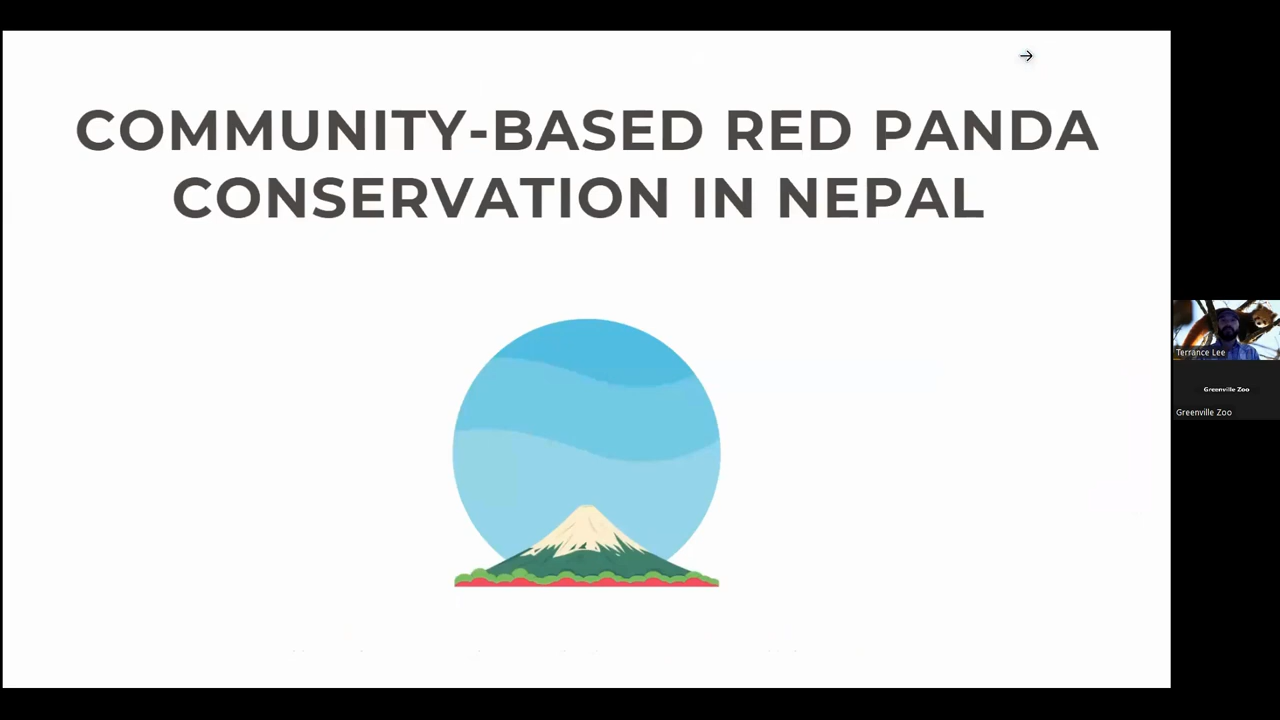 COMMUNITY-BASED RED PANDA
CONSERVATION IN NEPAL
Terrance Lee
Greenville Zoo
Greenville Zoo